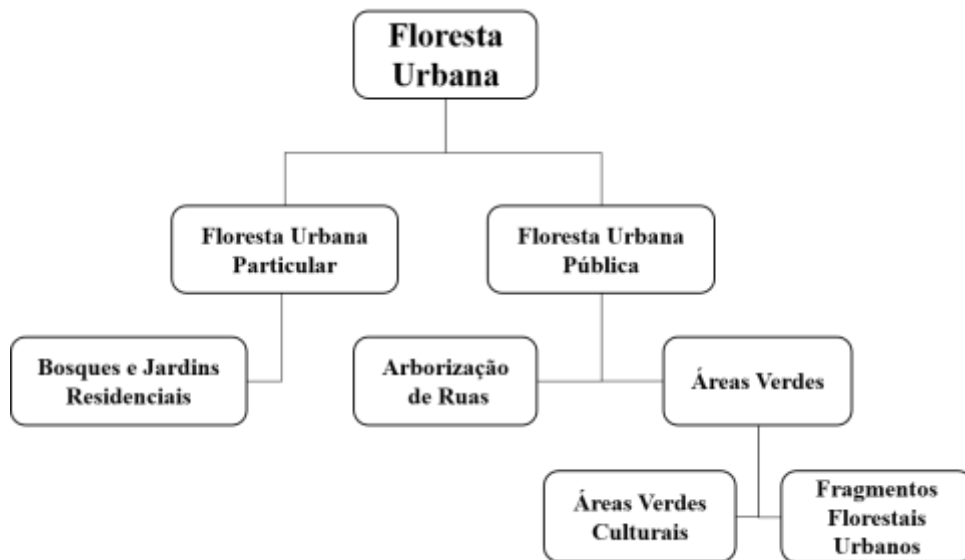 Floresta
Urbana
Floresta Urbana
Particular
Floresta Urbana
Pública
Bosques e Jardins
Residenciais
Arborização
de Ruas
Áreas Verdes
Áreas Verdes
Culturais
Fragmentos
Florestais
Urbanos